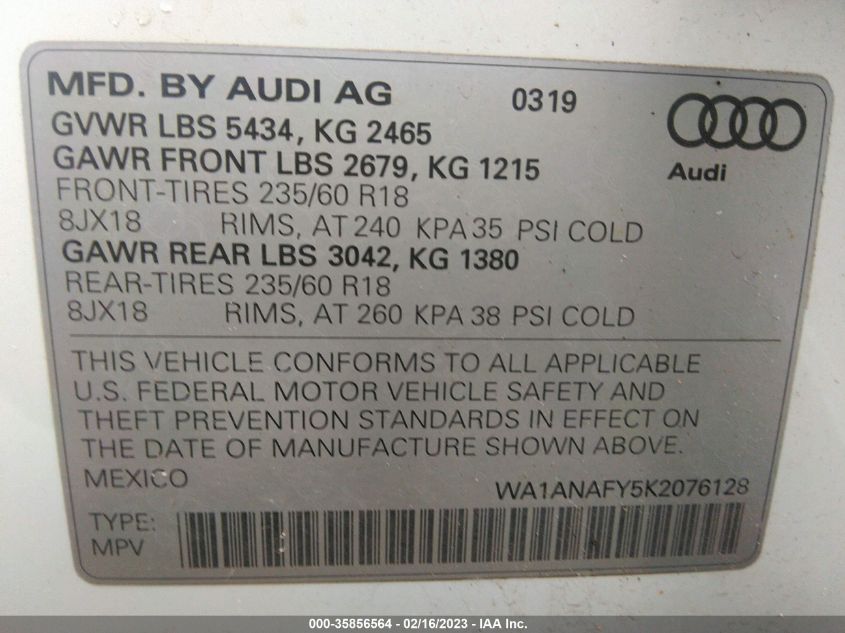 MFD. BY AUDI AG 0319
GVWR LBS 5434, KG 2465
GAWR FRONT LBS 2679, KG 1215
Audi
FRONT-TIRES 235/60 R18
8JX18 RIMS, AT 240 KPA 35 PSI COLD
GAWR REAR LBS 3042, KG 1380
REAR-TIRES 235/60 R18
8JX18 RIMS, AT 260 KPA 38 PSI COLD
THIS VEHICLE CONFORMS TO ALL APPLICABLE
U.S. FEDERAL MOTOR VEHICLE SAFETY AND
THEFT PREVENTION STANDARDS IN EFFECT ON
THE DATE OF MANUFACTURE SHOWN ABOVE.
MEXICO WA1ANAFY5K2076128
TYPE:
MPV
000-35856564 - 02/16/2023 - IAA Inc.